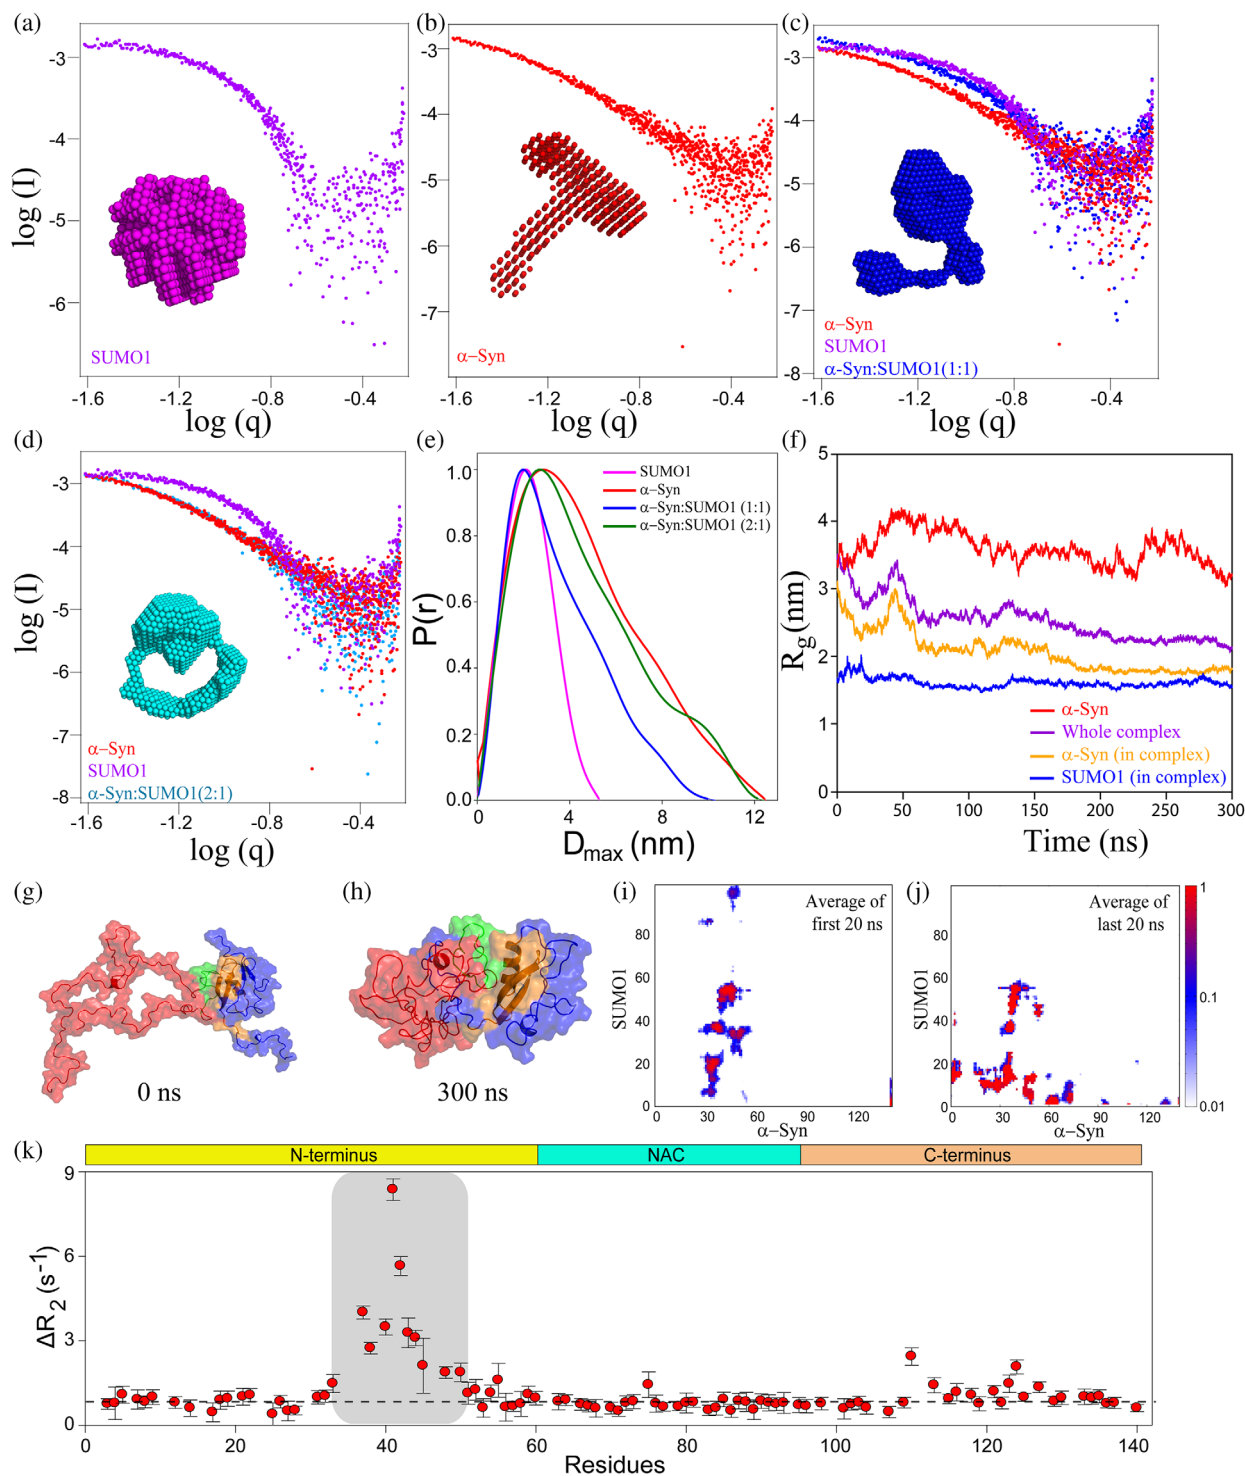 (a)
log (I)
-3
-4
-5
-6
SUMO1
-1.6 -1.2 -0.8 -0.4
log (q)
(b)
-3
-4
-5
-6
-7
α−Syn
-1.6 -1.2 -0.8 -0.4
log (q)
(c)
-3
-4
-5
-6
-7
-8
α−Syn
SUMO1
α-Syn:SUMO1(1:1)
-1.6 -1.2 -0.8 -0.4
log (q)
(d)
log (I)
-3
-4
-5
-6
-7
-8
α−Syn
SUMO1
α-Syn:SUMO1(2:1)
-1.6 -1.2 -0.8 -0.4
log (q)
(e)
P(r)
1.0
0.8
0.6
0.4
0.2
0.0
SUMO1
α−Syn
α−Syn:SUMO1 (1:1)
α−Syn:SUMO1 (2:1)
0 4 8 12
Dmax (nm)
(f)
Rg(nm)
5
4
3
2
1
0
α-Syn
Whole complex
α-Syn (in complex)
SUMO1 (in complex)
0 50 100 150 200 250 300
Time (ns)
(g)
0 ns
(h)
300 ns
(i)
Average of
first 20 ns
SUMO1
80
60
40
20
0
0 30 60 90 120
α−Syn
(j)
Average of
last 20 ns
SUMO1
80
60
40
20
0
0 30 60 90 120
α−Syn
1
0.1
0.01
(k)
N-terminus NAC C-terminus
ΔR2 (s−1)
9
6
3
0
0 20 40 60 80 100 120 140
Residues